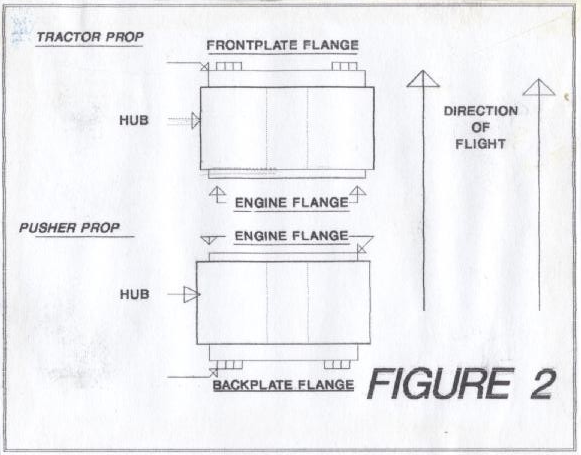 TRACTOR PROP
FRONTPLATE FLANGE
HUB
DIRECTION
OF
FLIGHT
ENGINE FLANGE
PUSHER PROP
ENGINE FLANGE
HUB
BACKPLATE FLANGE
FIGURE 2